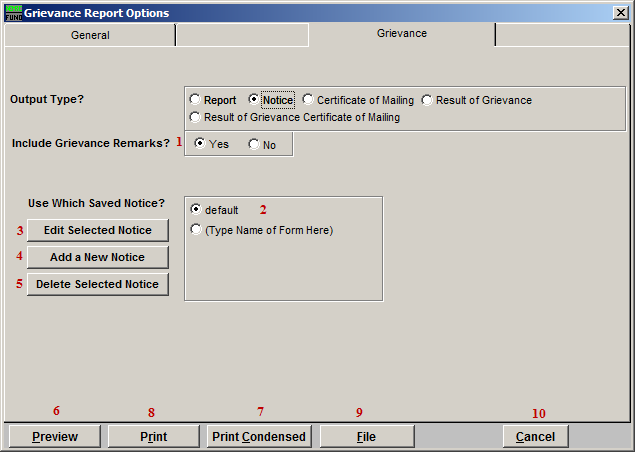 FUND Grievance Report Options
General Grievance
Output Type? Report Notice Certificate of Mailing Result of Grievance
Result of Grievance Certificate of Mailing
Include Grievance Remarks? 1 Yes No
Use Which Saved Notice? default 2
3 Edit Selected Notice (Type Name of Form Here)
4 Add a New Notice
5 Delete Selected Notice
6 8 7 9 10
Preview Print Print Condensed File Cancel